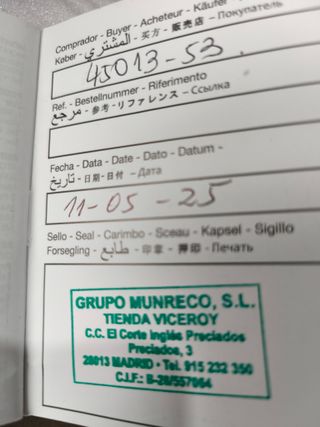 Comprador - Buyer - Acheteur - Käufer
Køber - المشتري - 买方 - 販売店 - Покупатель
45013-53.
Ref. - Bestellnummer - Riferimento
مرجع - 参考 - リファレンス - Ссылка
Fecha - Data - Date - Dato - Datum -
تاريخ - 日期 - 日付 - Дата
11-05-25
Sello - Seal - Carimbo - Sceau - Kapsel - Sigillo
Forsegling - طابع - 印章 - 押印 - Печать
GRUPO MUNRECO, S.L.
TIENDA VICEROY
C.C. El Corte Inglés Preciados
Preciados, 3
28013 MADRID • Tel. 915 232 350
C.I.F.: B-28/557064